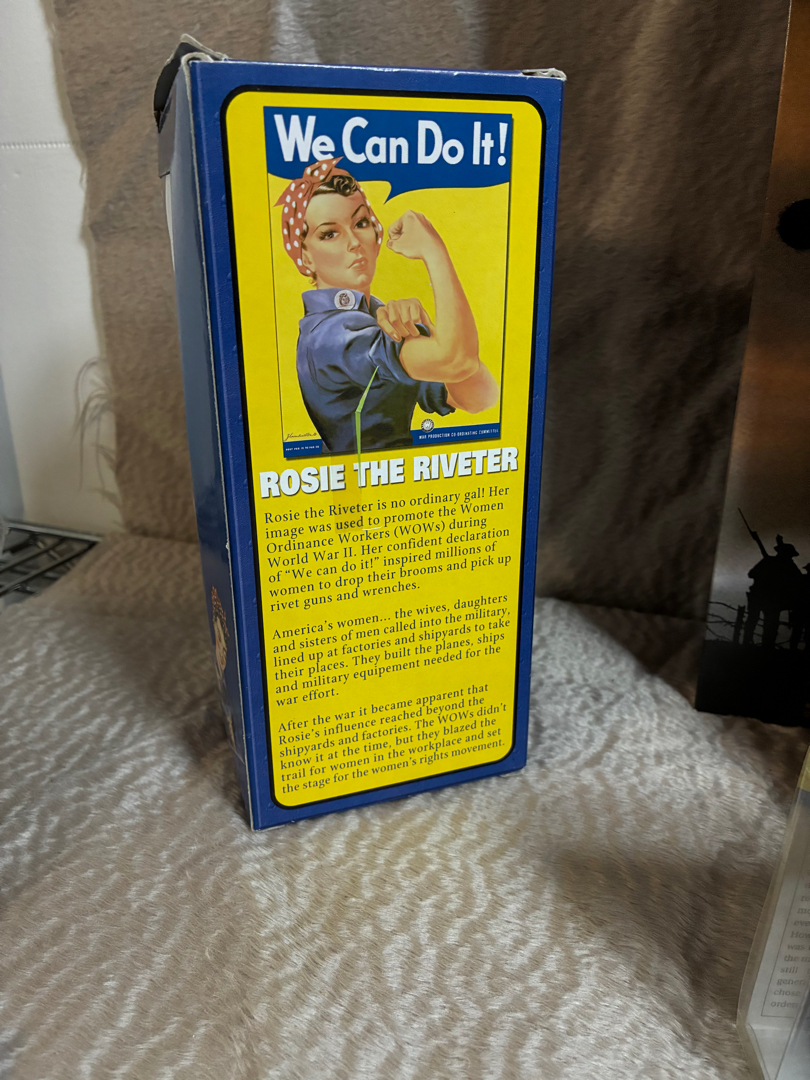 We Can Do It!
WAR PRODUCTION CO-ORDINATING COMMITTEE
ROSIE THE RIVETER
Rosie the Riveter is no ordinary gal! Her
image was used to promote the Women
Ordinance Workers (WOWs) during
World War II. Her confident declaration
of “We can do it!” inspired millions of
women to drop their brooms and pick up
rivet guns and wrenches.
America's women... the wives, daughters
and sisters of men called into the military,
lined up at factories and shipyards to take
their places. They built the planes, ships
and military equipement needed for the
war effort.
After the war it became apparent that
Rosie's influence reached beyond the
shipyards and factories. The WOWs didn't
know it at the time, but they blazed the
trail for women in the workplace and set
the stage for the women's rights movement.